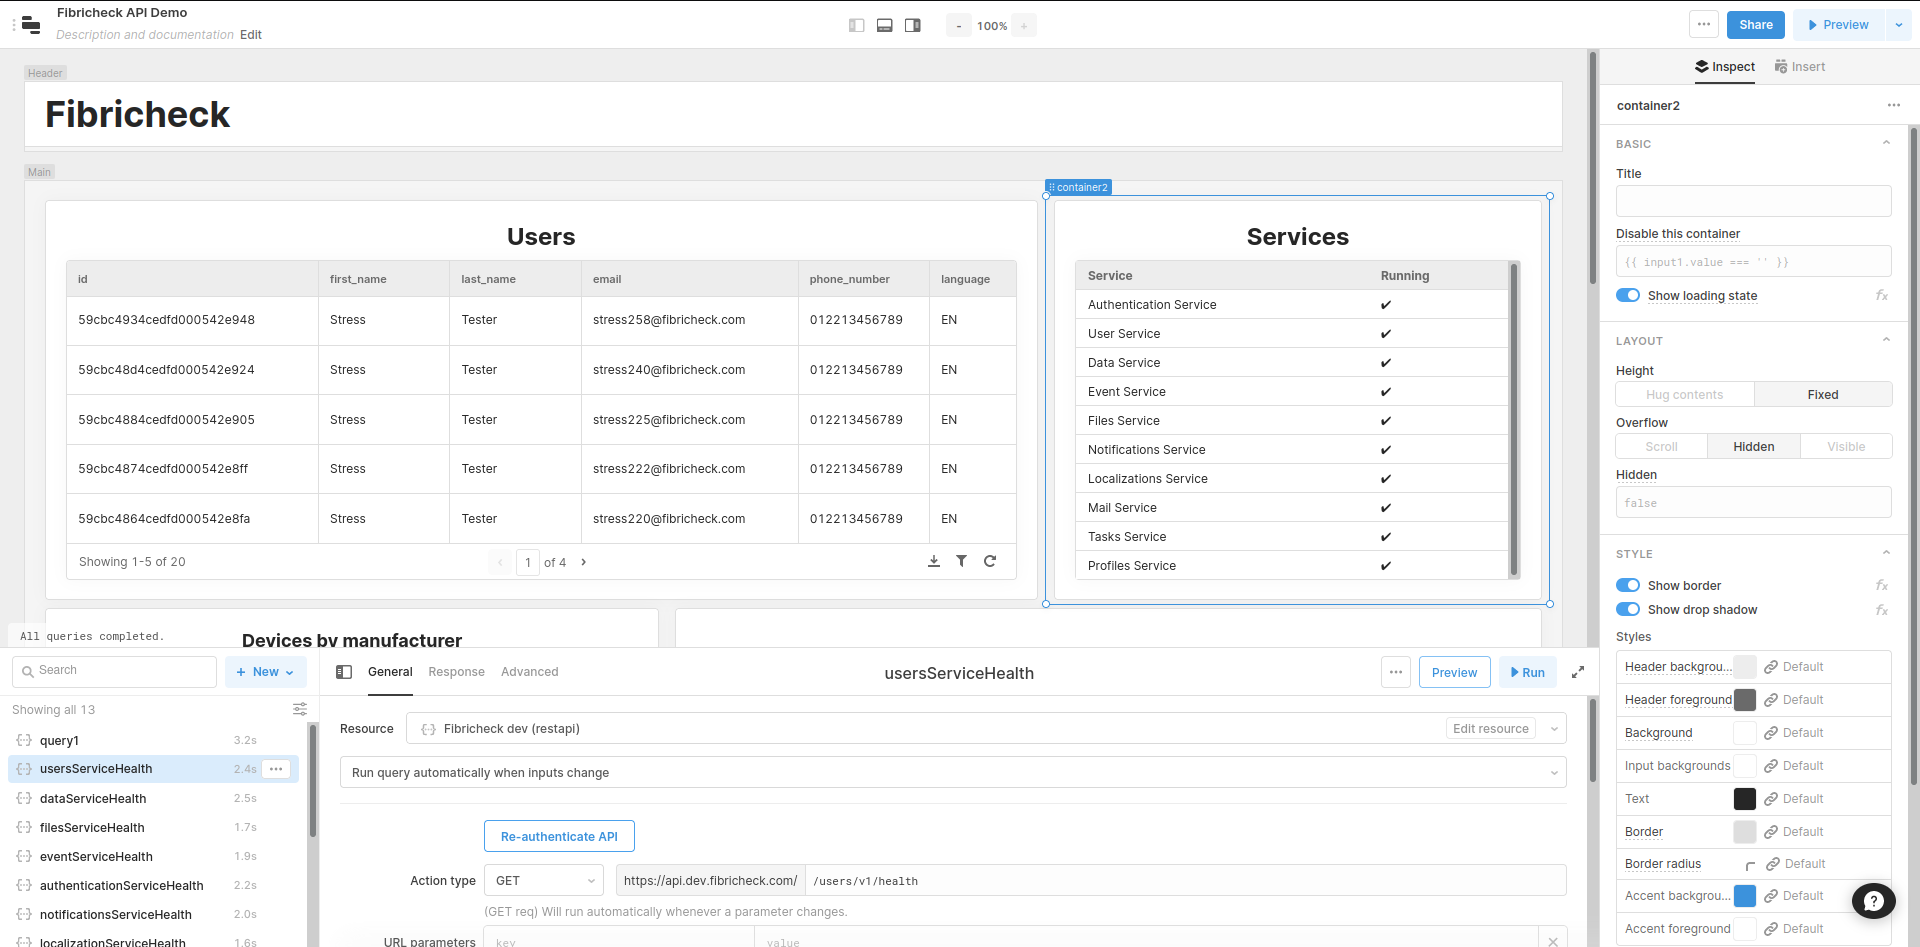 Fibricheck API Demo
Description and documentation Edit
- 100% +
Share
Preview
Header
Fibricheck
Main
container2
Users
id first_name last_name email phone_number language
59cbc4934cedfd000542e948 Stress Tester stress258@fibricheck.com 012213456789 EN
59cbc48d4cedfd000542e924 Stress Tester stress240@fibricheck.com 012213456789 EN
59cbc4884cedfd000542e905 Stress Tester stress225@fibricheck.com 012213456789 EN
59cbc4874cedfd000542e8ff Stress Tester stress222@fibricheck.com 012213456789 EN
59cbc4864cedfd000542e8fa Stress Tester stress220@fibricheck.com 012213456789 EN
Showing 1-5 of 20
1 of 4
Services
Service Running
Authentication Service ✔
User Service ✔
Data Service ✔
Event Service ✔
Files Service ✔
Notifications Service ✔
Localizations Service ✔
Mail Service ✔
Tasks Service ✔
Profiles Service ✔
Devices by manufacturer
All queries completed.
Search
+ New
Showing all 13
query1 3.2s
usersServiceHealth 2.4s
dataServiceHealth 2.5s
filesServiceHealth 1.7s
eventServiceHealth 1.9s
authenticationServiceHealth 2.2s
notificationsServiceHealth 2.0s
localizationServiceHealth 1.6s
General Response Advanced
usersServiceHealth
Preview
Run
Resource
Fibricheck dev (restapi)
Edit resource
Run query automatically when inputs change
Re-authenticate API
Action type GET https://api.dev.fibricheck.com/ /users/v1/health
(GET req) Will run automatically whenever a parameter changes.
URL parameters key value
Inspect Insert
container2
BASIC
Title
Disable this container
{{ input1.value === '' }}
Show loading state fx
LAYOUT
Height
Hug contents Fixed
Overflow
Scroll Hidden Visible
Hidden
false
STYLE
Show border fx
Show drop shadow fx
Styles
Header backgrou... Default
Header foreground Default
Background Default
Input backgrounds Default
Text Default
Border Default
Border radius Default
Accent backgrou... Default
Accent foreground Default